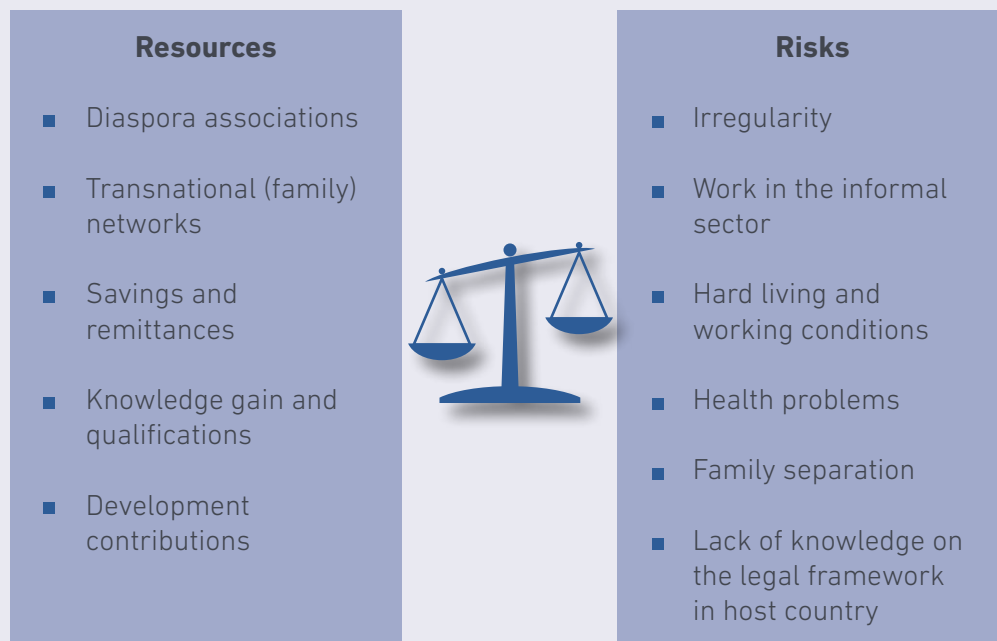 Resources
Diaspora associations
Transnational (family)
networks
Savings and
remittances
Knowledge gain and
qualifications
Development
contributions
Risks
Irregularity
Work in the informal
sector
Hard living and
working conditions
Health problems
Family separation
Lack of knowledge on
the legal framework
in host country